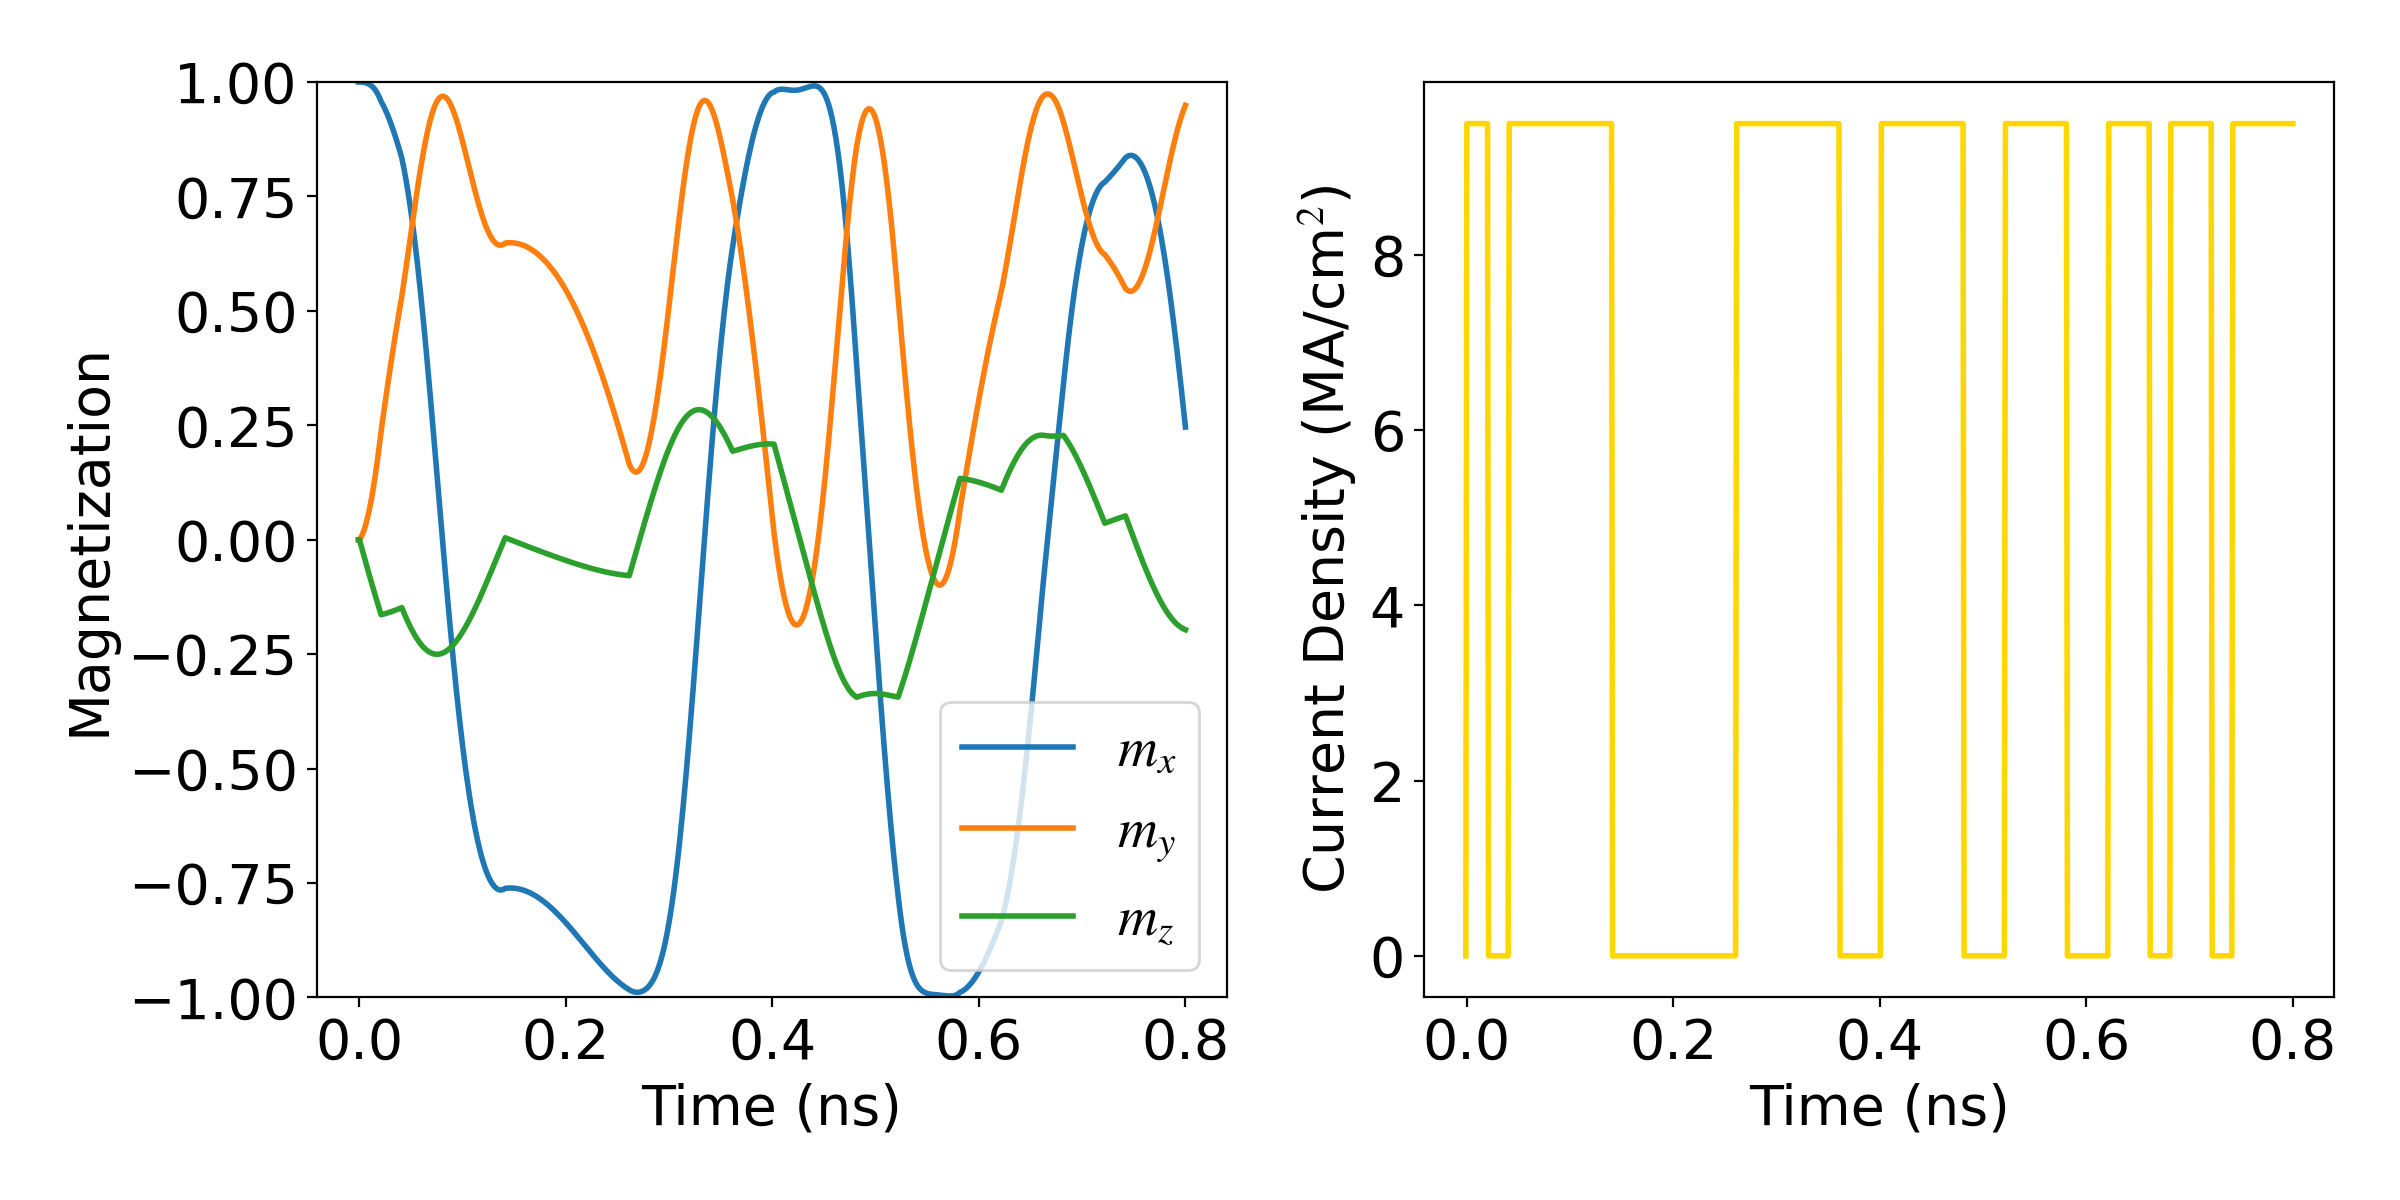 Magnetization
1.00
0.75
0.50
0.25
0.00
−0.25
−0.50
−0.75
−1.00
0.0 0.2 0.4 0.6 0.8
Time (ns)
m_x
m_y
m_z
Current Density (MA/cm²)
8
6
4
2
0
0.0 0.2 0.4 0.6 0.8
Time (ns)